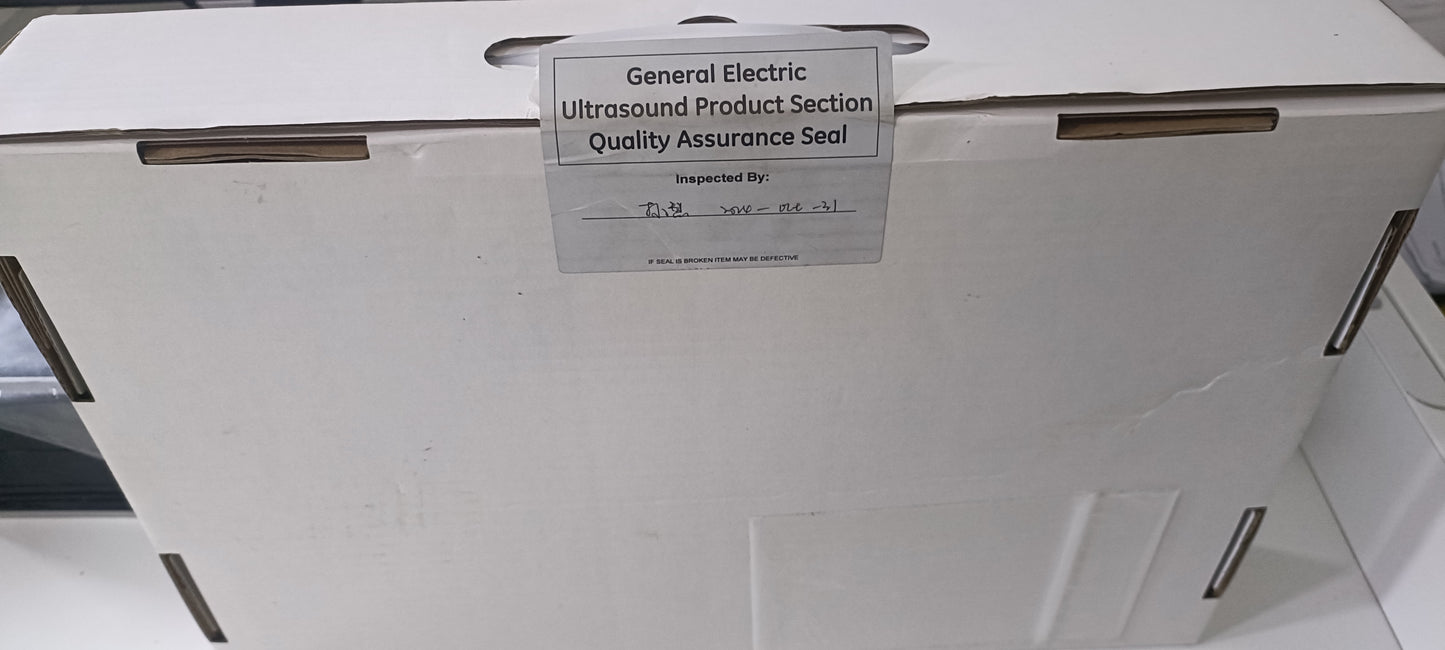 General Electric
Ultrasound Product Section
Quality Assurance Seal
Inspected By:
IF SEAL IS BROKEN ITEM MAY BE DEFECTIVE